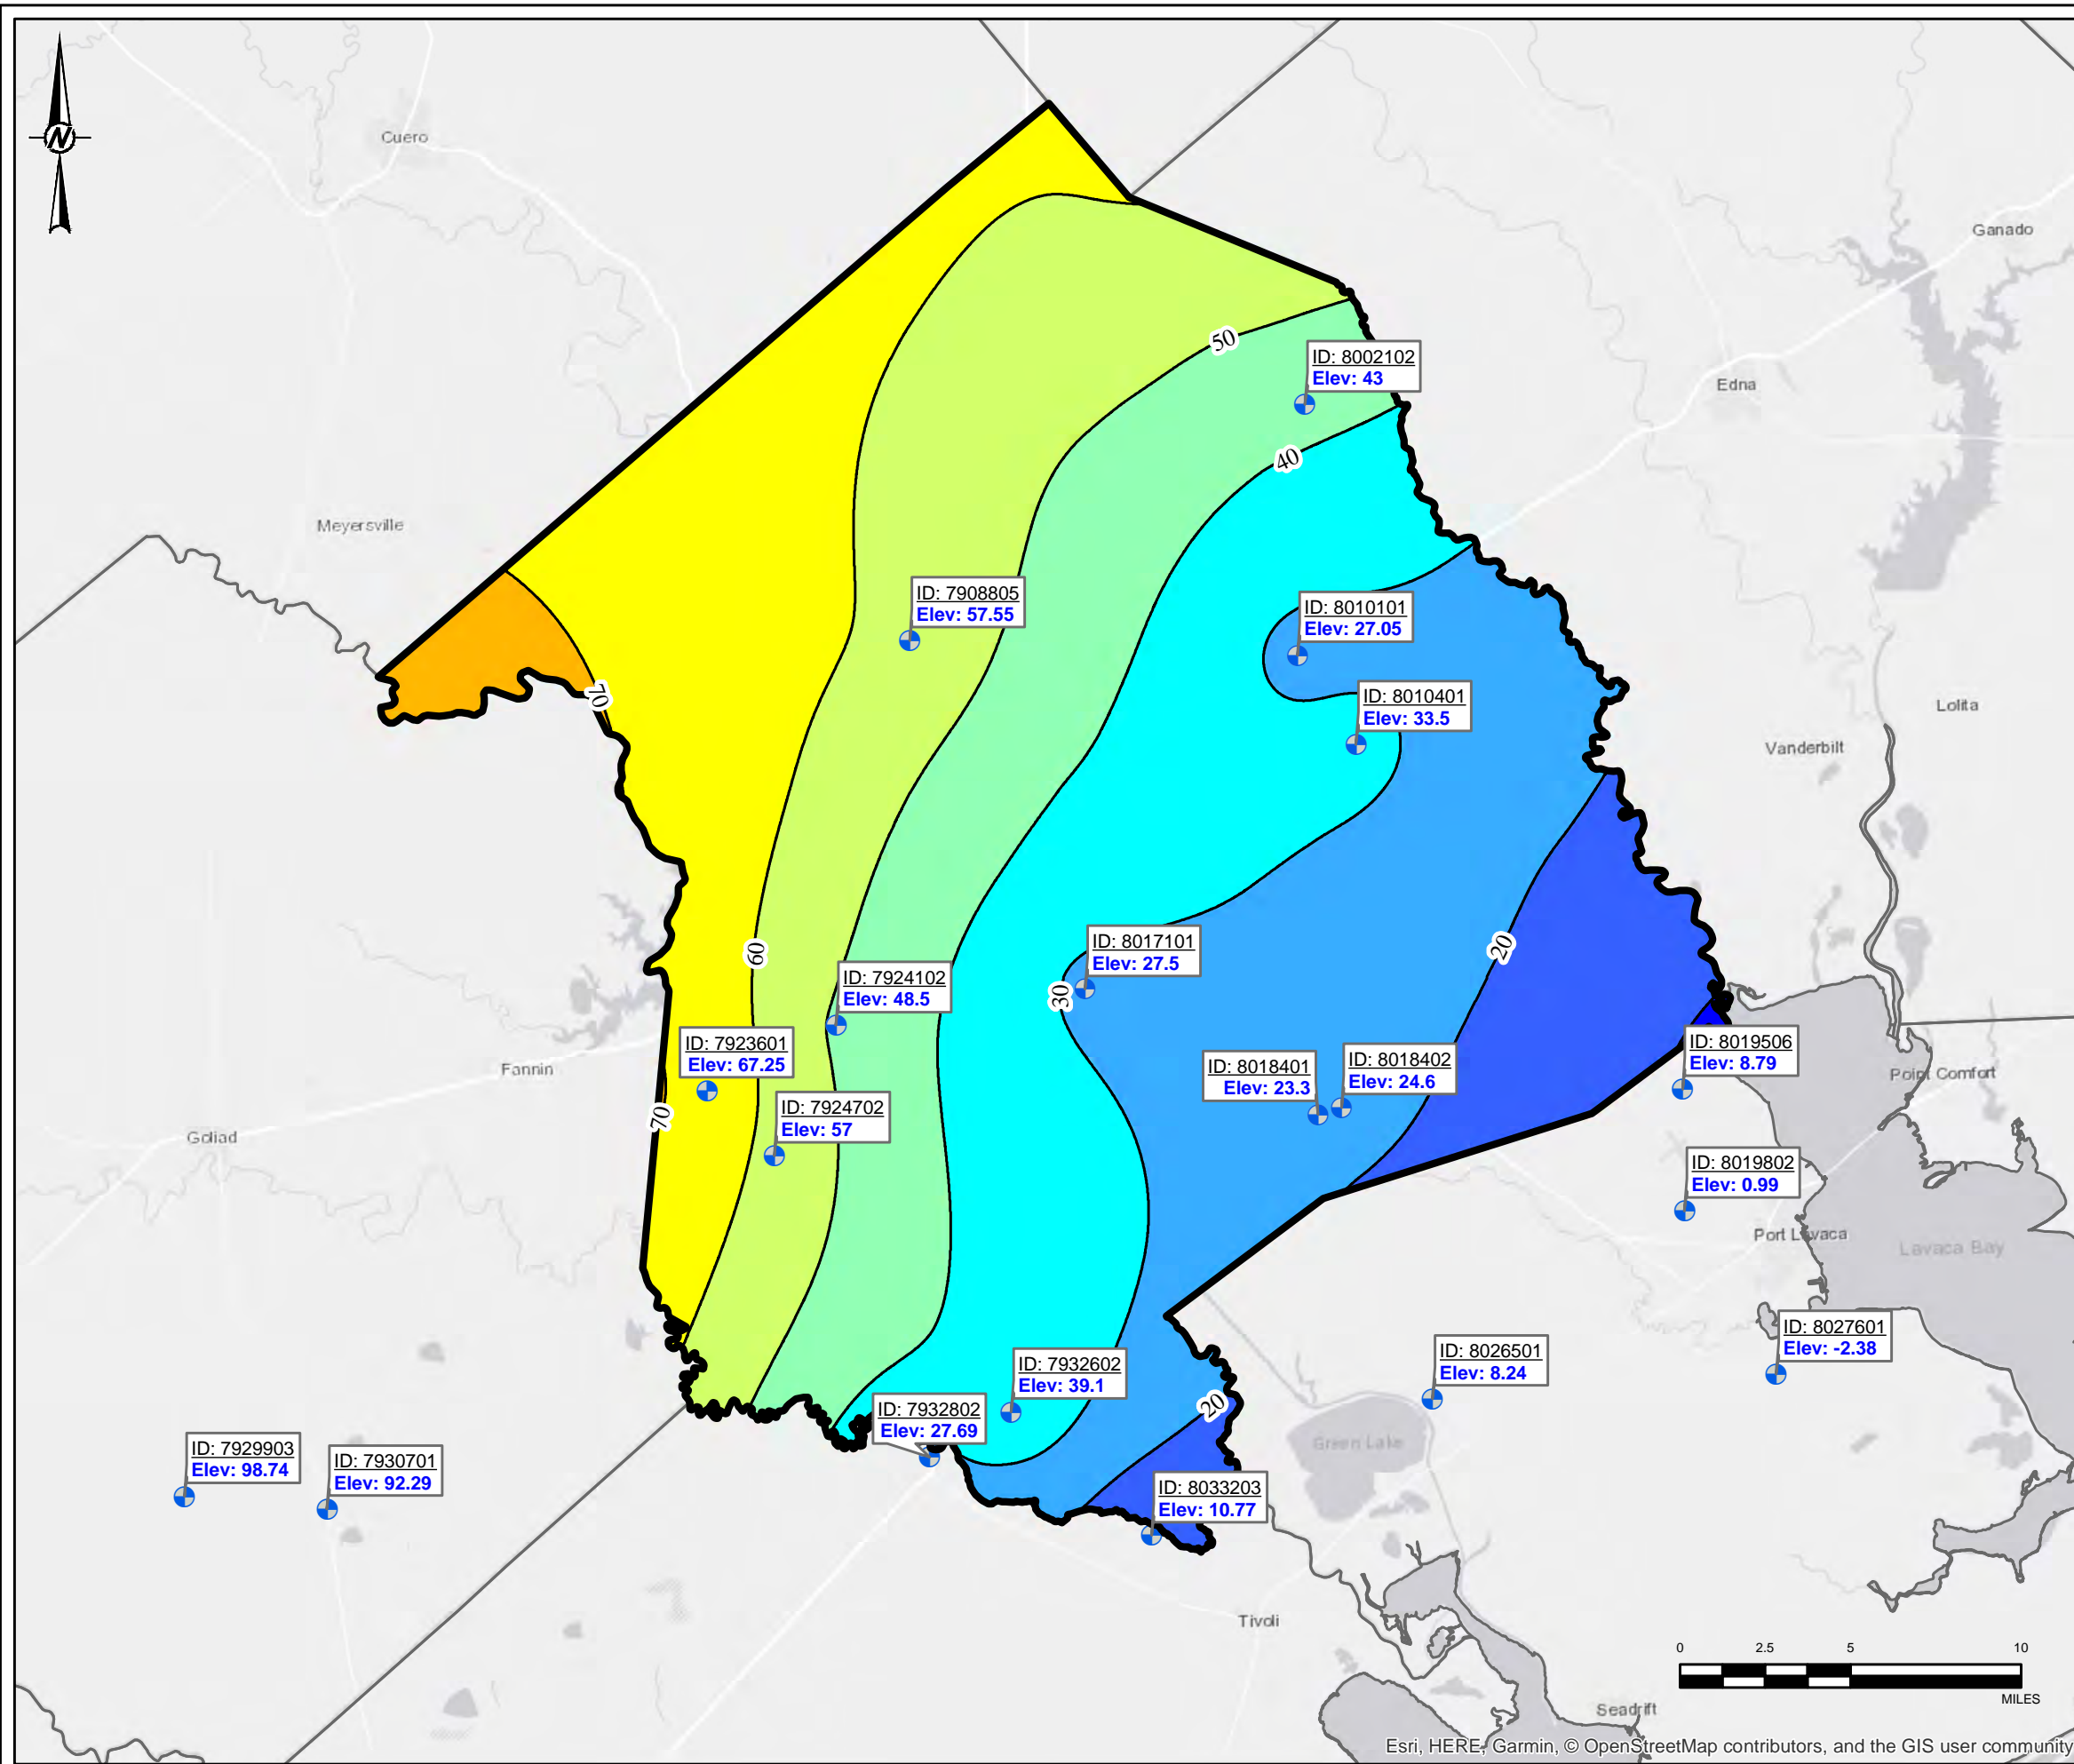 N
Cuero
Ganado
50
ID: 8002102
Elev: 43
Edna
40
Meyersville
ID: 7908805
Elev: 57.55
ID: 8010101
Elev: 27.05
70
ID: 8010401
Elev: 33.5
Lolita
Vanderbilt
60
20
ID: 8017101
Elev: 27.5
ID: 7924102
Elev: 48.5
30
ID: 7923601
Elev: 67.25
ID: 8019506
Elev: 8.79
Fannin
ID: 8018401
Elev: 23.3
ID: 8018402
Elev: 24.6
Point Comfort
70
ID: 7924702
Elev: 57
Goliad
ID: 8019802
Elev: 0.99
Port Lavaca
Lavaca Bay
ID: 8027601
Elev: -2.38
ID: 7932602
Elev: 39.1
ID: 8026501
Elev: 8.24
20
ID: 7932802
Elev: 27.69
Green Lake
ID: 7929903
Elev: 98.74
ID: 7930701
Elev: 92.29
ID: 8033203
Elev: 10.77
Tivoli
0 2.5 5 10
MILES
Seadrift
Esri, HERE, Garmin, © OpenStreetMap contributors, and the GIS user community